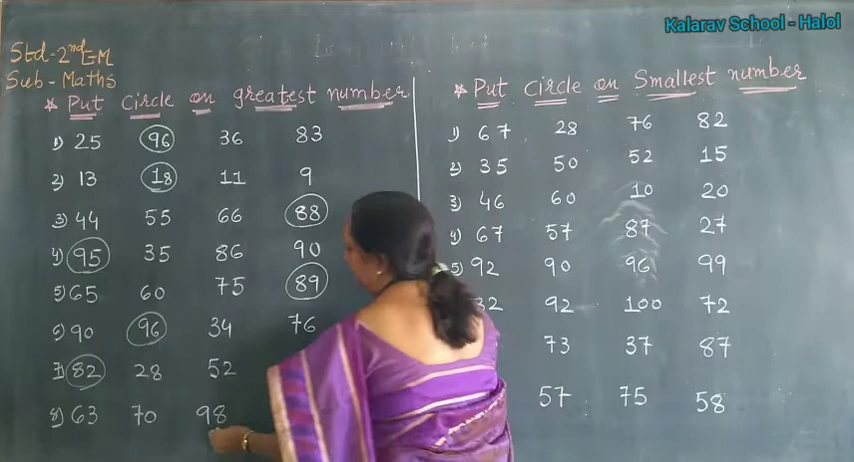 Kalarav School - Halol
Std-2nd EM
Sub - Maths
* Put circle on greatest number
1) 25 96 36 83
2) 13 18 11 9
3) 44 55 66 88
4) 95 35 86 90
5) 65 60 75 89
6) 90 96 34 76
7) 82 28 52
8) 63 70 98
* Put circle on Smallest number
1) 67 28 76 82
2) 35 50 52 15
3) 46 60 10 20
4) 67 57 87 27
5) 92 90 96 99
32 92 100 72
73 37 87
57 75 58